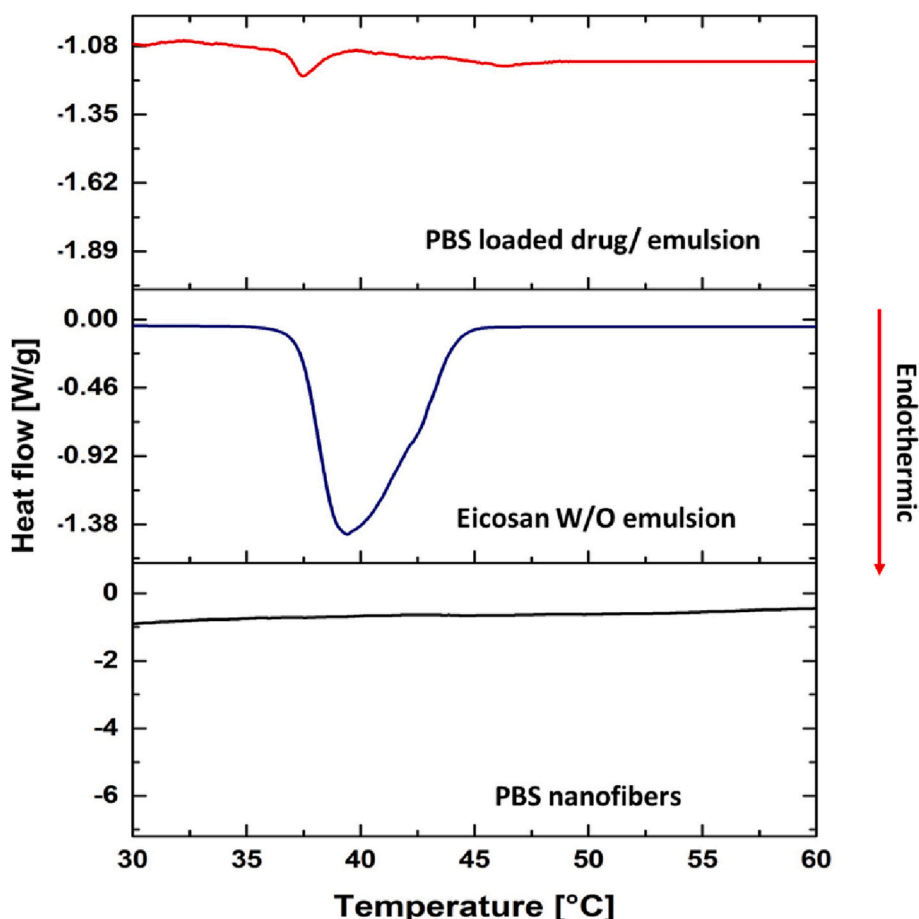 -1.08
-1.35
-1.62
-1.89
PBS loaded drug/ emulsion
0.00
-0.46
-0.92
-1.38
Eicosan W/O emulsion
0
-2
-4
-6
PBS nanofibers
30 35 40 45 50 55 60
Temperature [°C]
Heat flow [W/g]
Endothermic